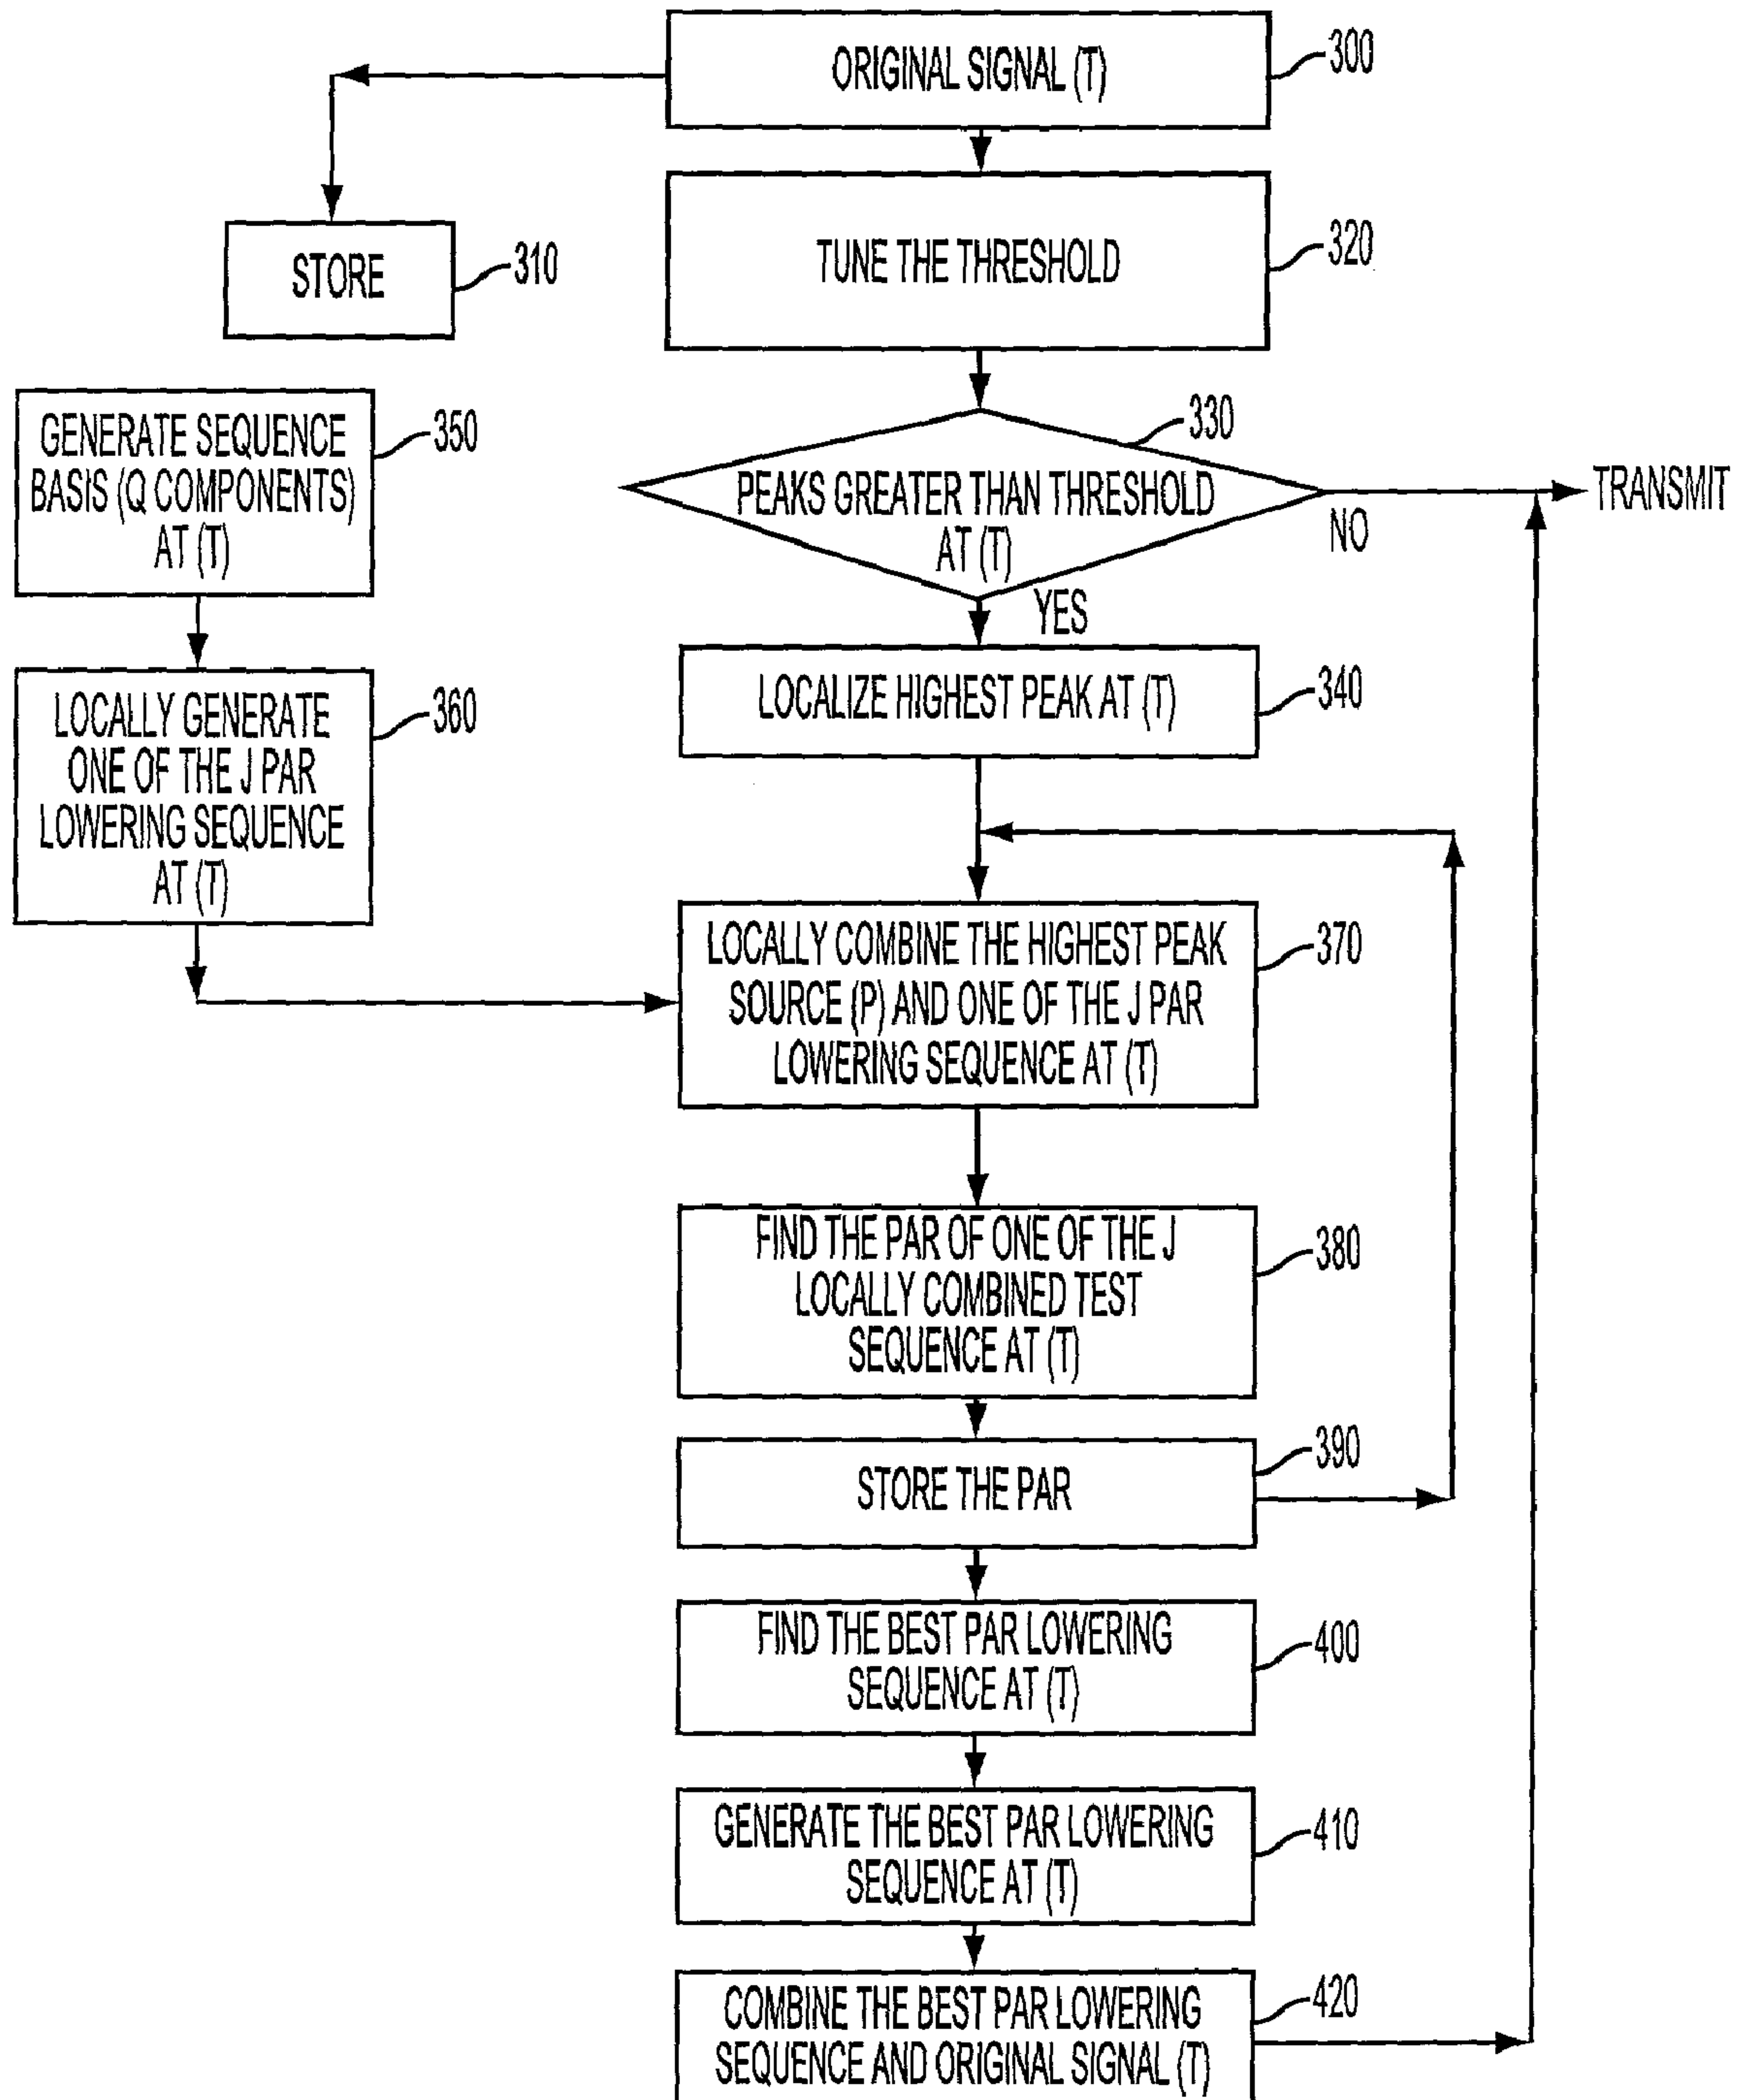 ORIGINAL SIGNAL (T)
300
STORE
310
TUNE THE THRESHOLD
320
PEAKS GREATER THAN THRESHOLD
AT (T)
330
NO
TRANSMIT
YES
GENERATE SEQUENCE
BASIS (Q COMPONENTS)
AT (T)
350
LOCALIZE HIGHEST PEAK AT (T)
340
LOCALLY GENERATE
ONE OF THE J PAR
LOWERING SEQUENCE
AT (T)
360
LOCALLY COMBINE THE HIGHEST PEAK
SOURCE (P) AND ONE OF THE J PAR
LOWERING SEQUENCE AT (T)
370
FIND THE PAR OF ONE OF THE J
LOCALLY COMBINED TEST
SEQUENCE AT (T)
380
STORE THE PAR
390
FIND THE BEST PAR LOWERING
SEQUENCE AT (T)
400
GENERATE THE BEST PAR LOWERING
SEQUENCE AT (T)
410
COMBINE THE BEST PAR LOWERING
SEQUENCE AND ORIGINAL SIGNAL (T)
420